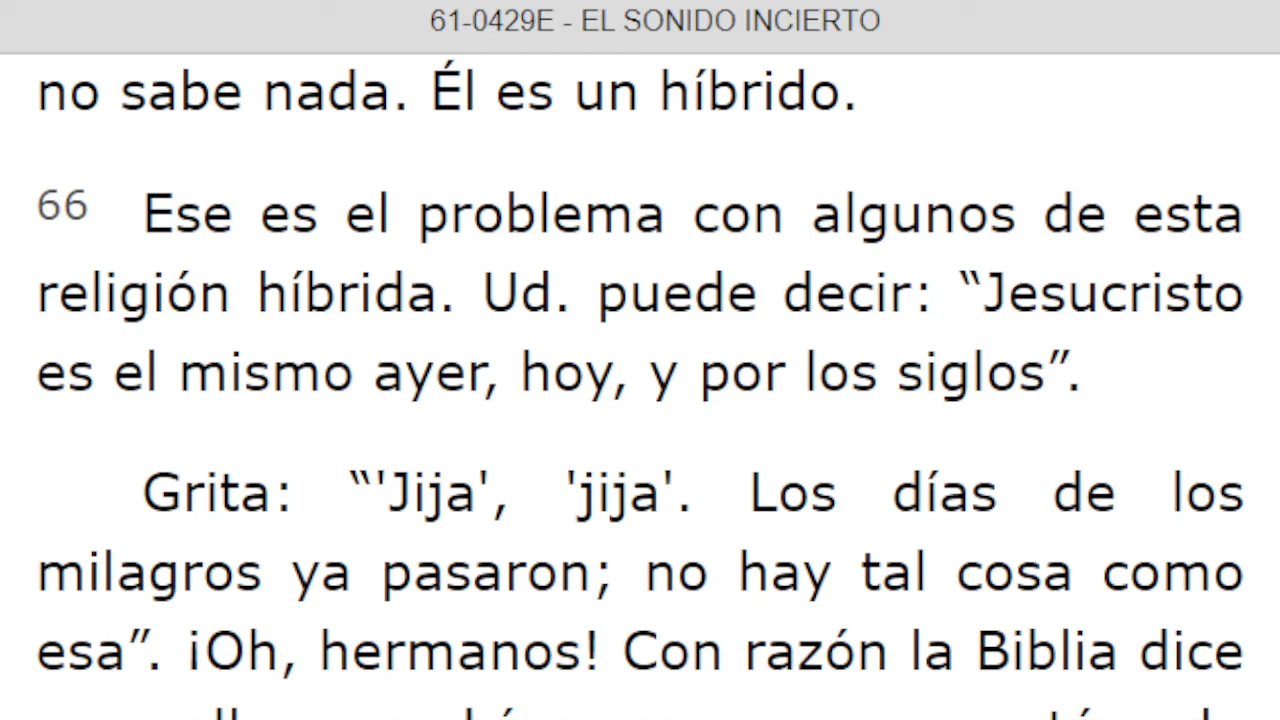 61-0429E - EL SONIDO INCIERTO
no sabe nada. Él es un híbrido.
66 Ese es el problema con algunos de esta
religión híbrida. Ud. puede decir: “Jesucristo
es el mismo ayer, hoy, y por los siglos”.
Grita: “'Jija', 'jija'. Los días de los
milagros ya pasaron; no hay tal cosa como
esa”. ¡Oh, hermanos! Con razón la Biblia dice